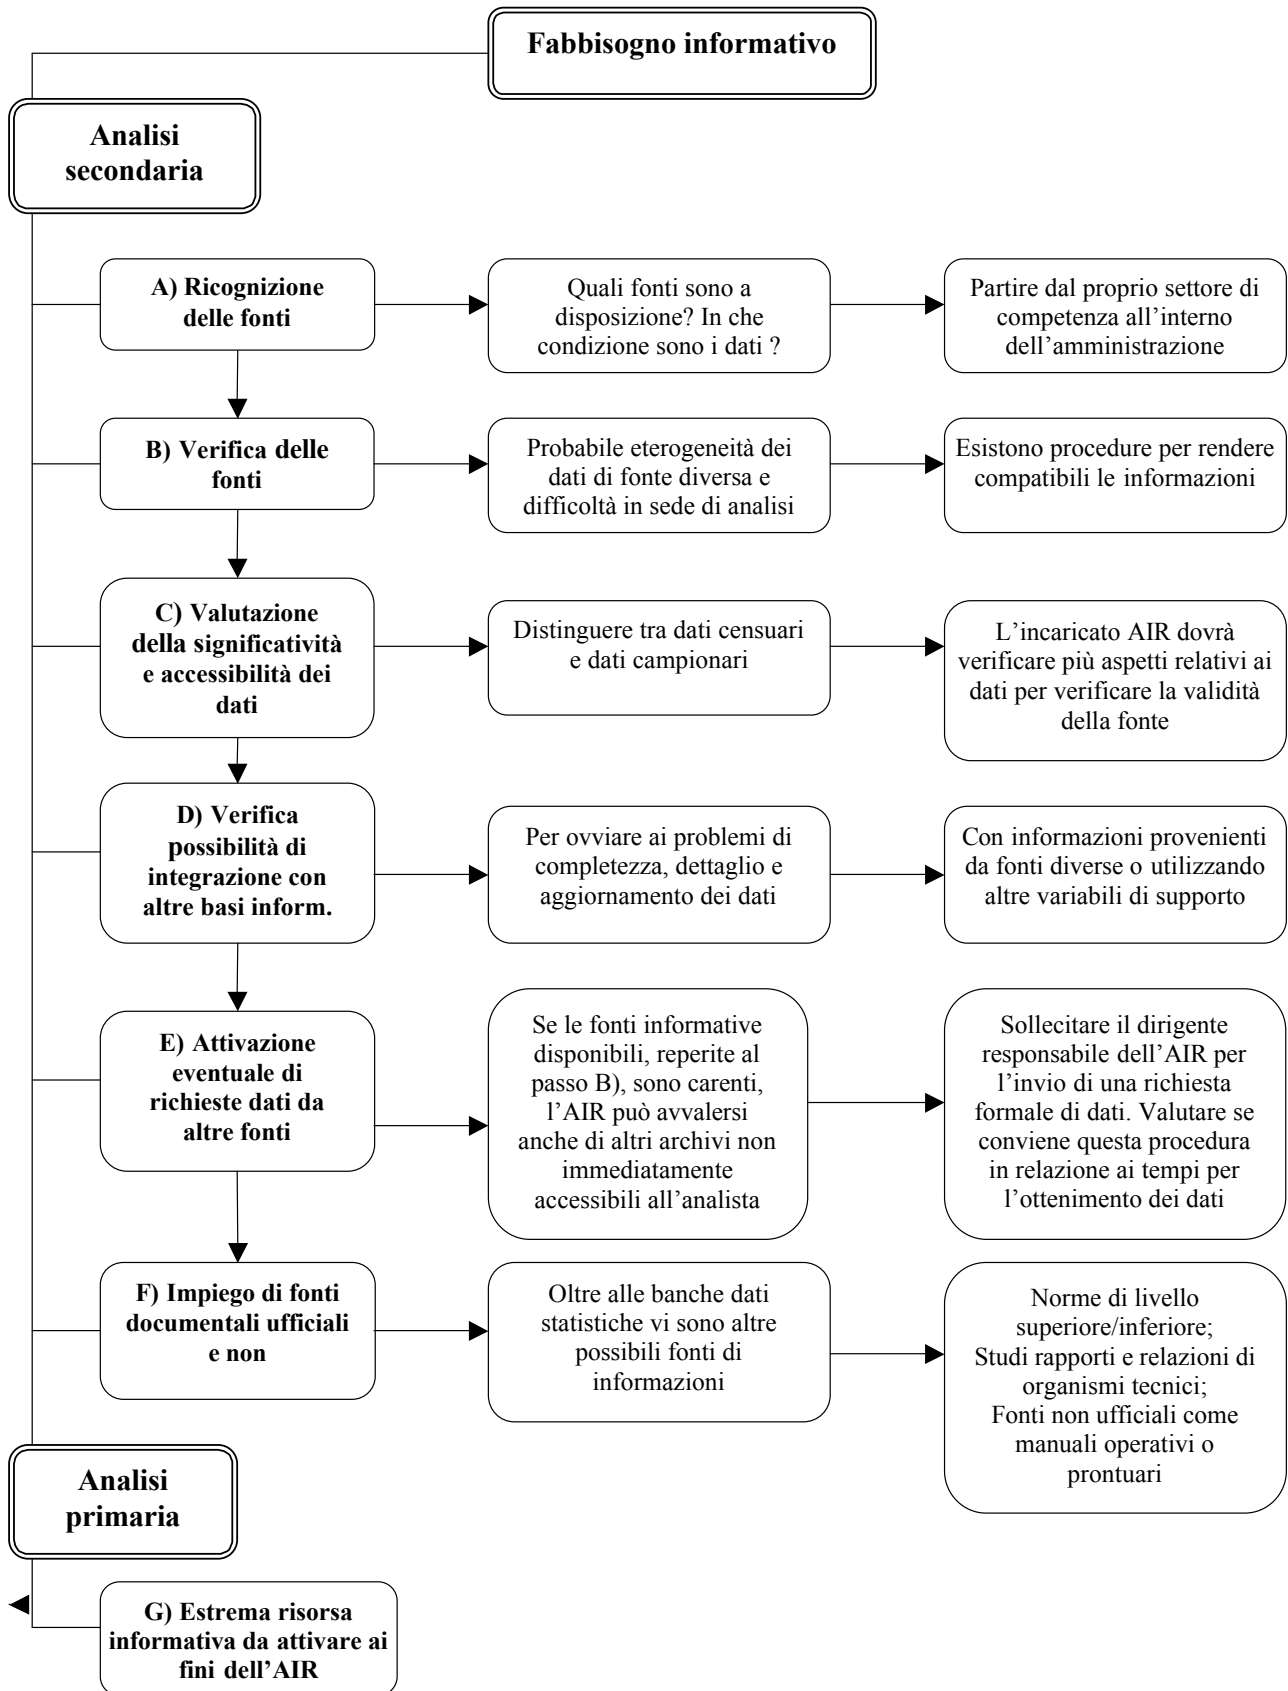 Fabbisogno informativo
Analisi
secondaria
A) Ricognizione
delle fonti
Quali fonti sono a
disposizione? In che
condizione sono i dati ?
Partire dal proprio settore di
competenza all’interno
dell’amministrazione
B) Verifica delle
fonti
Probabile eterogeneità dei
dati di fonte diversa e
difficoltà in sede di analisi
Esistono procedure per rendere
compatibili le informazioni
C) Valutazione
della significatività
e accessibilità dei
dati
Distinguere tra dati censuari
e dati campionari
L’incaricato AIR dovrà
verificare più aspetti relativi ai
dati per verificare la validità
della fonte
D) Verifica
possibilità di
integrazione con
altre basi inform.
Per ovviare ai problemi di
completezza, dettaglio e
aggiornamento dei dati
Con informazioni provenienti
da fonti diverse o utilizzando
altre variabili di supporto
E) Attivazione
eventuale di
richieste dati da
altre fonti
Se le fonti informative
disponibili, reperite al
passo B), sono carenti,
l’AIR può avvalersi
anche di altri archivi non
immediatamente
accessibili all’analista
Sollecitare il dirigente
responsabile dell’AIR per
l’invio di una richiesta
formale di dati. Valutare se
conviene questa procedura
in relazione ai tempi per
l’ottenimento dei dati
F) Impiego di fonti
documentali ufficiali
e non
Oltre alle banche dati
statistiche vi sono altre
possibili fonti di
informazioni
Norme di livello
superiore/inferiore;
Studi rapporti e relazioni di
organismi tecnici;
Fonti non ufficiali come
manuali operativi o
prontuari
Analisi
primaria
G) Estrema risorsa
informativa da attivare ai
fini dell’AIR